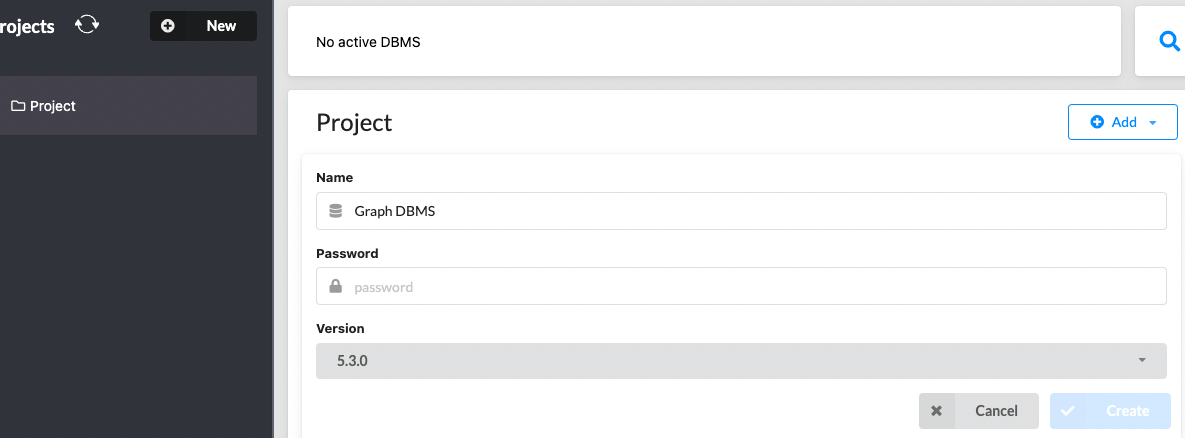 rojects
New
Project
No active DBMS
Project
Add
Name
Graph DBMS
Password
password
Version
5.3.0
Cancel
Create